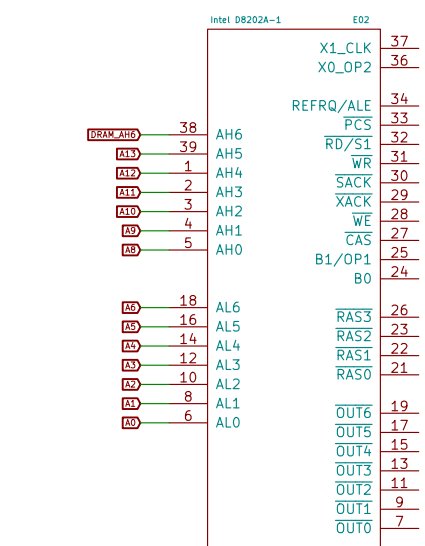 Intel D8202A-1 E02
X1_CLK 37
X0_OP2 36
REFRQ/ALE 34
PCS 33
DRAM_AH6 38 AH6 RD/S1 32
A13 39 AH5 WR 31
A12 1 AH4 SACK 30
A11 2 AH3 XACK 29
A10 3 AH2 WE 28
A9 4 AH1 CAS 27
A8 5 AH0 B1/OP1 25
B0 24
A6 18 AL6 RAS3 26
A5 16 AL5 RAS2 23
A4 14 AL4 RAS1 22
A3 12 AL3 RAS0 21
A2 10 AL2
A1 8 AL1 OUT6 19
A0 6 AL0 OUT5 17
OUT4 15
OUT3 13
OUT2 11
OUT1 9
OUT0 7